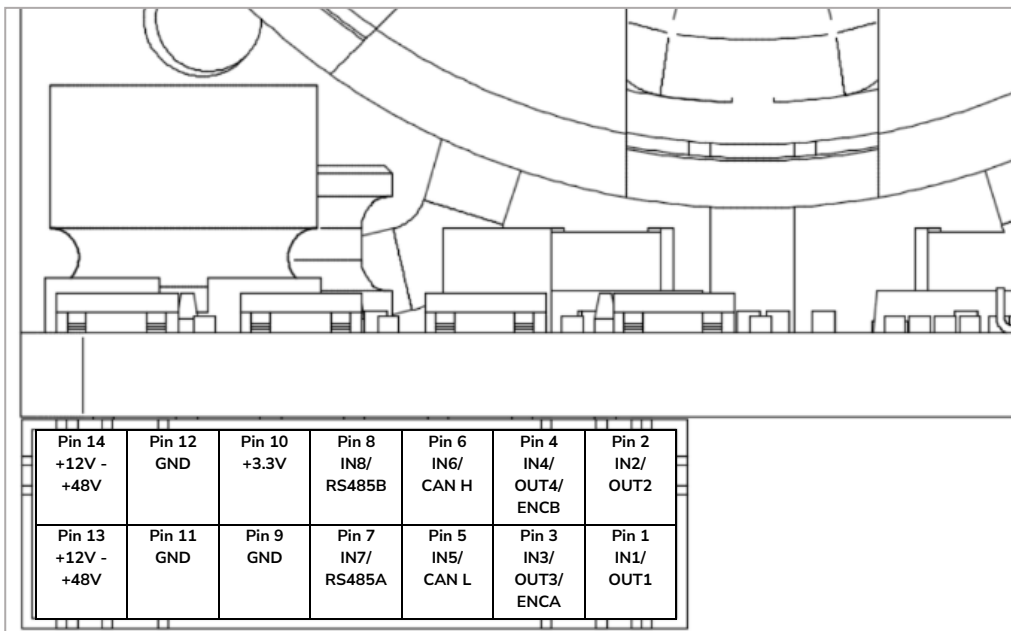 Pin 14
+12V -
+48V
Pin 12
GND
Pin 10
+3.3V
Pin 8
IN8/
RS485B
Pin 6
IN6/
CAN H
Pin 4
IN4/
OUT4/
ENCB
Pin 2
IN2/
OUT2
Pin 13
+12V -
+48V
Pin 11
GND
Pin 9
GND
Pin 7
IN7/
RS485A
Pin 5
IN5/
CAN L
Pin 3
IN3/
OUT3/
ENCA
Pin 1
IN1/
OUT1